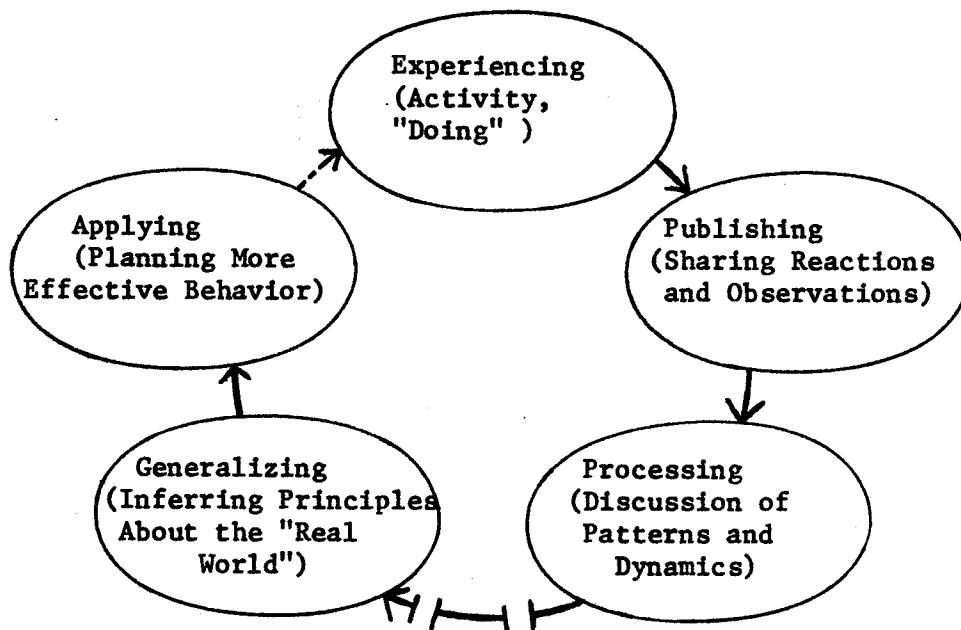 Experiencing
(Activity,
"Doing" )
Publishing
(Sharing Reactions
and Observations)
Processing
(Discussion of
Patterns and
Dynamics)
Generalizing
(Inferring Principles
About the "Real
World")
Applying
(Planning More
Effective Behavior)